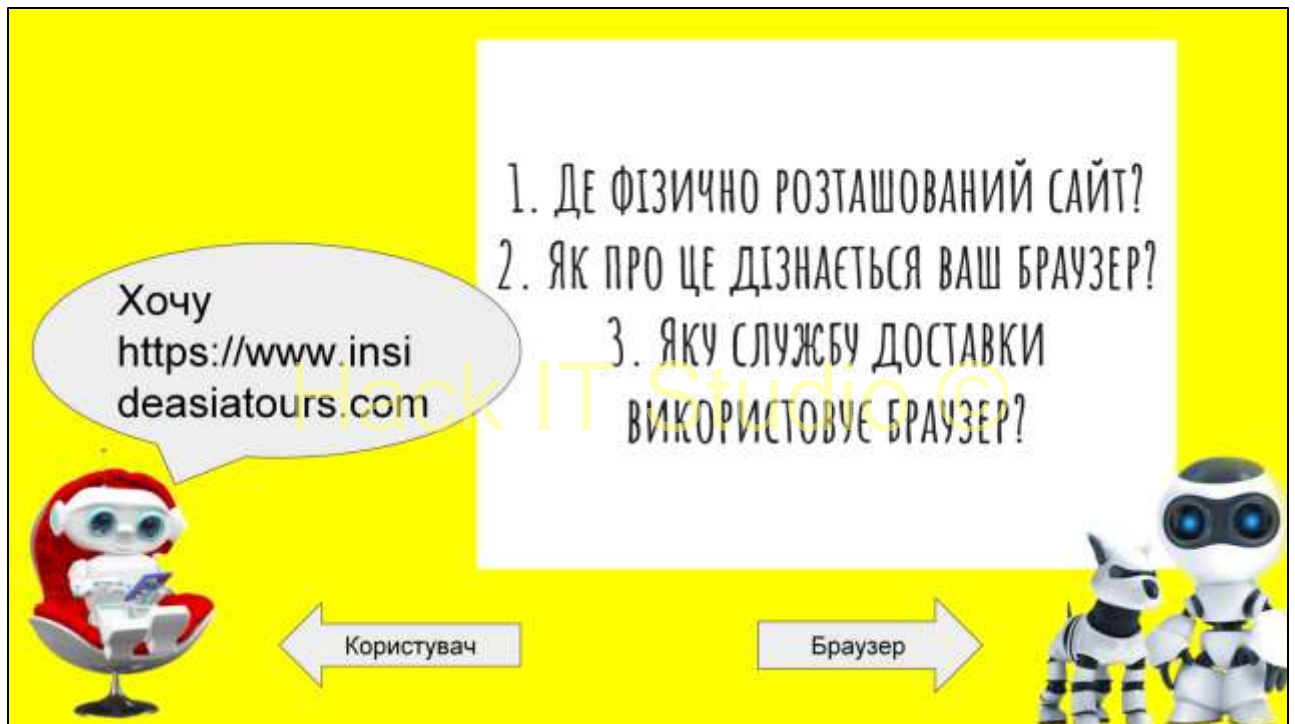 1. Де фізично розташований сайт?
2. Як про це дізнається ваш браузер?
3. Яку службу доставки
використовує браузер?
Хочу
https://www.insi
deasiatours.com
Hack IT Studio ©
Користувач
Браузер